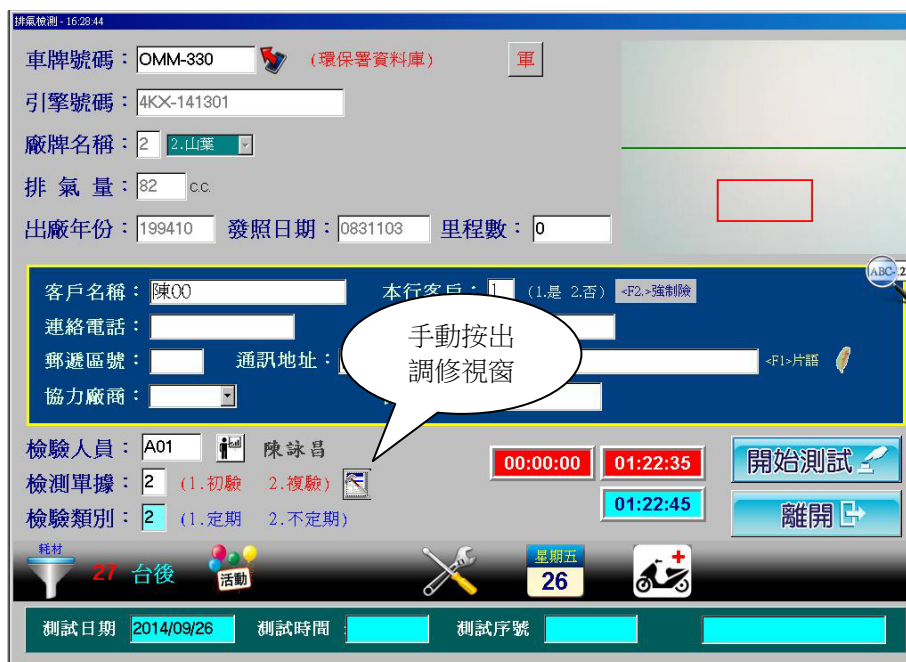 排氣檢測 - 16:28:44
車牌號碼：OMM-330 (環保署資料庫) 軍
引擎號碼：4KX-141301
廠牌名稱：2 2.山葉
排氣量：82 c.c.
出廠年份：199410 發照日期：0831103 里程數：0
ABC 2
客戶名稱：陳OO 本行客戶：1 (1.是 2.否) <F2.>強制險
連絡電話：
郵遞區號： 通訊地址： <F1>片語
協力廠商：
手動按出
調修視窗
檢驗人員：A01 陳詠昌
檢測單據：2 (1.初驗 2.複驗)
檢驗類別：2 (1.定期 2.不定期)
00:00:00 01:22:35
01:22:45
開始測試
離開
耗材
27 台後 活動 星期五
26
測試日期 2014/09/26 測試時間： 測試序號